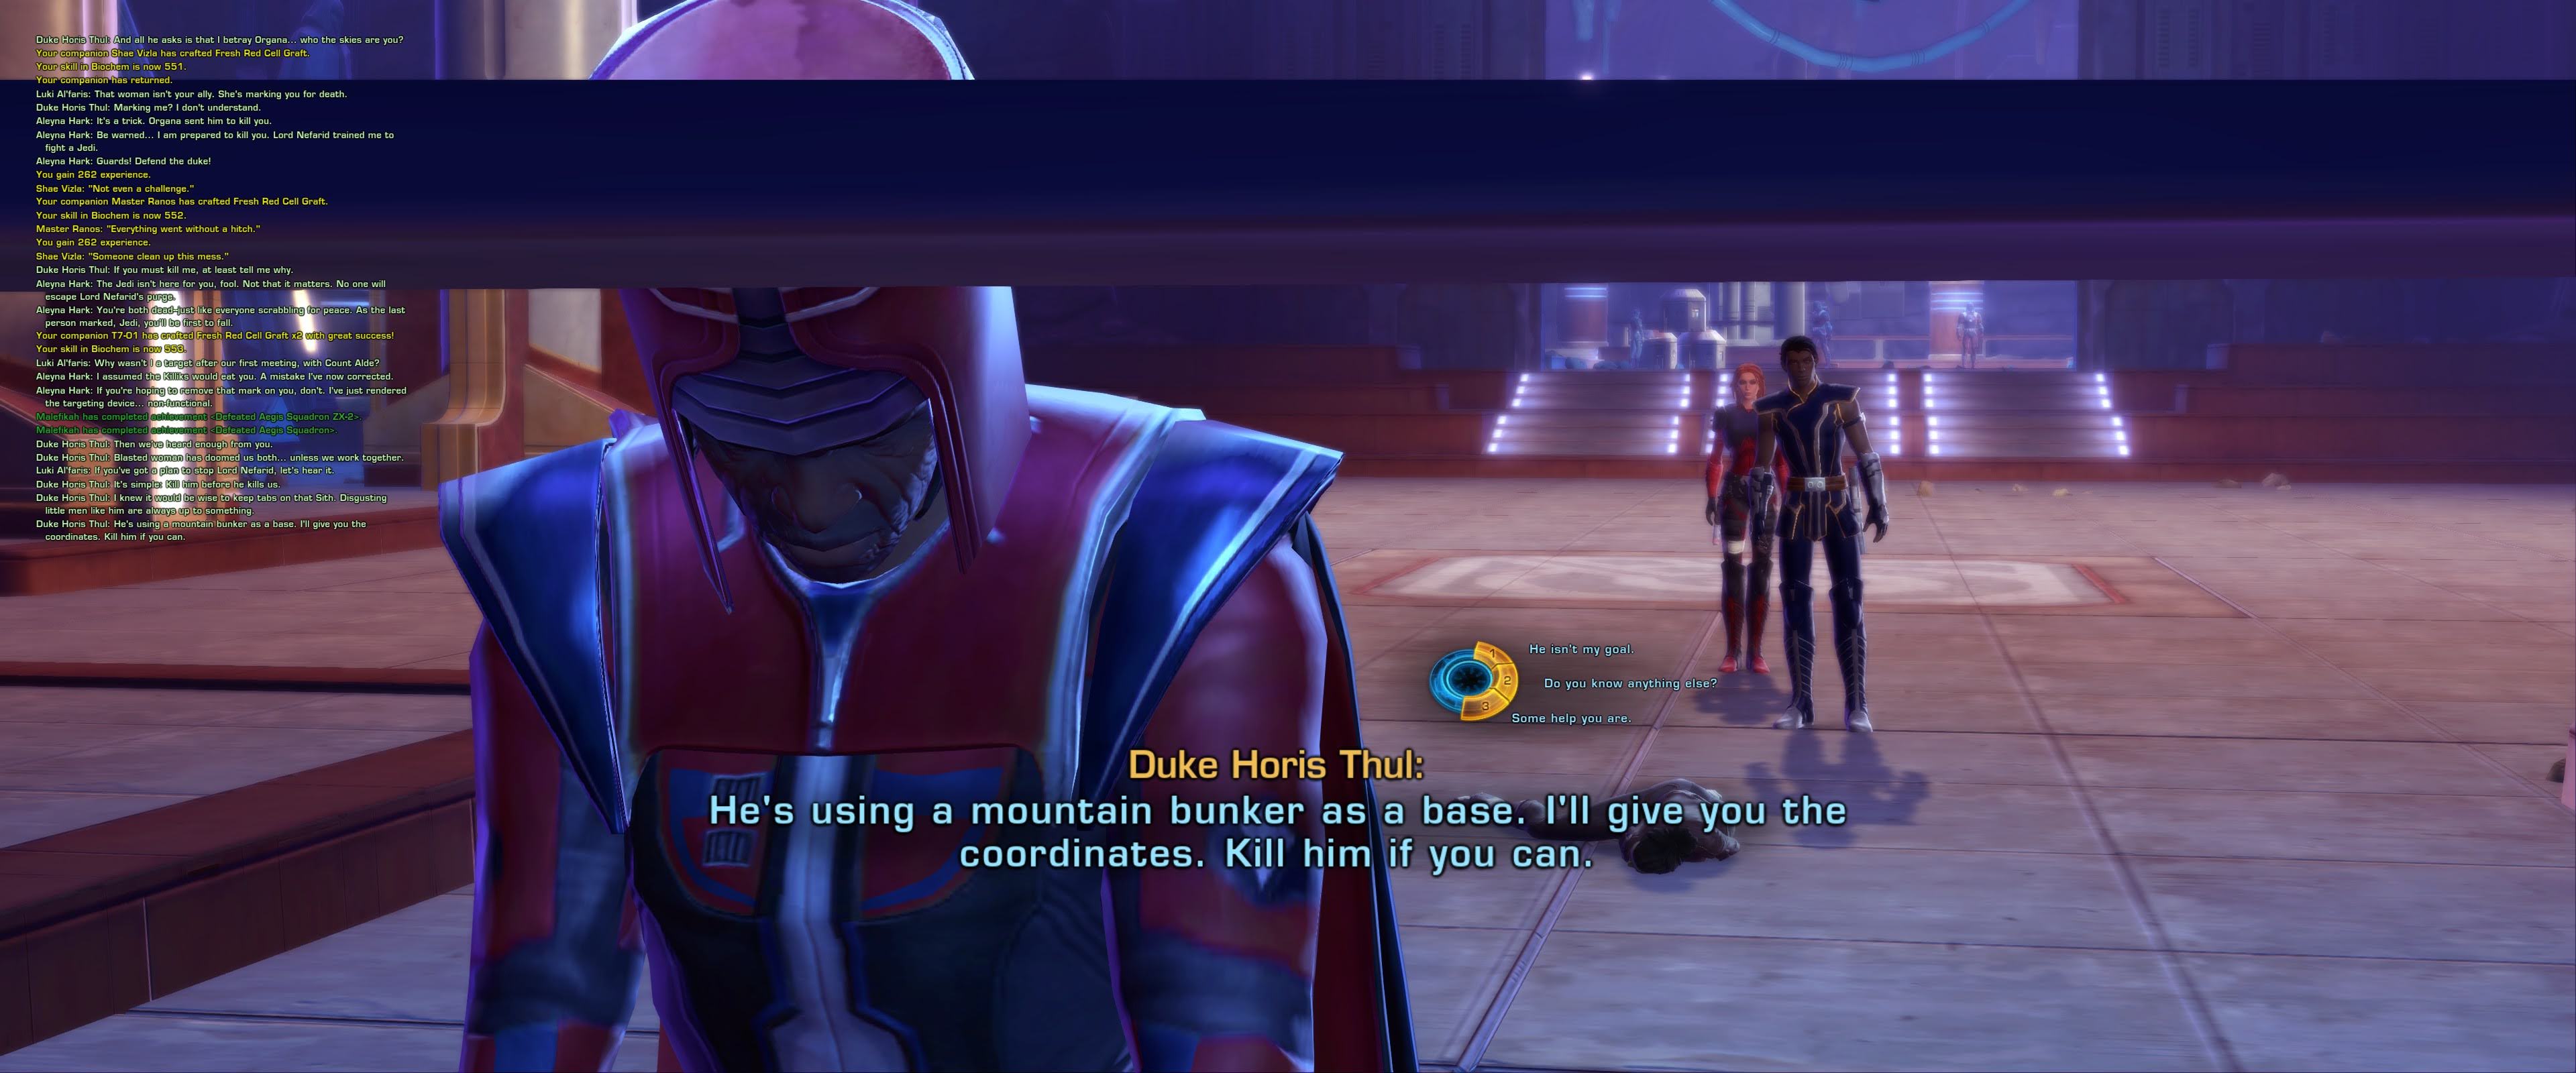 Duke Horis Thul: And all he asks is that I betray Organa... who the skies are you?
Your companion Shae Vizla has crafted Fresh Red Cell Graft.
Your skill in Biochem is now 551.
Your companion has returned.
Luki Al'faris: That woman isn't your ally. She's marking you for death.
Duke Horis Thul: Marking me? I don't understand.
Aleyna Hark: It's a trick. Organa sent him to kill you.
Aleyna Hark: Be warned... I am prepared to kill you. Lord Nefarid trained me to
fight a Jedi.
Aleyna Hark: Guards! Defend the duke!
You gain 262 experience.
Shae Vizla: "Not even a challenge."
Your companion Master Ranos has crafted Fresh Red Cell Graft.
Your skill in Biochem is now 552.
Master Ranos: "Everything went without a hitch."
You gain 262 experience.
Shae Vizla: "Someone clean up this mess."
Duke Horis Thul: If you must kill me, at least tell me why.
Aleyna Hark: The Jedi isn't here for you, fool. Not that it matters. No one will
escape Lord Nefarid's purge.
Aleyna Hark: You're both dead–just like everyone scrabbling for peace. As the last
person marked, Jedi, you'll be first to fall.
Your companion T7-O1 has crafted Fresh Red Cell Graft x2 with great success!
Your skill in Biochem is now 553.
Luki Al'faris: Why wasn't I a target after our first meeting, with Count Alde?
Aleyna Hark: I assumed the Killiks would eat you. A mistake I've now corrected.
Aleyna Hark: If you're hoping to remove that mark on you, don't. I've just rendered
the targeting device... non-functional.
Malefikah has completed achievement <Defeated Aegis Squadron ZX-2>.
Malefikah has completed achievement <Defeated Aegis Squadron>.
Duke Horis Thul: Then we've heard enough from you.
Duke Horis Thul: Blasted woman has doomed us both... unless we work together.
Luki Al'faris: If you've got a plan to stop Lord Nefarid, let's hear it.
Duke Horis Thul: It's simple: Kill him before he kills us.
Duke Horis Thul: I knew it would be wise to keep tabs on that Sith. Disgusting
little men like him are always up to something.
Duke Horis Thul: He's using a mountain bunker as a base. I'll give you the
coordinates. Kill him if you can.
1 He isn't my goal.
2 Do you know anything else?
3 Some help you are.
Duke Horis Thul:
He's using a mountain bunker as a base. I'll give you the
coordinates. Kill him if you can.